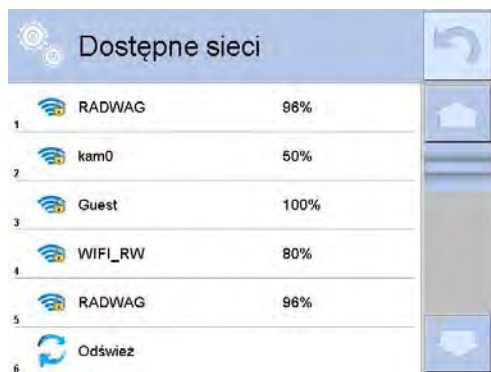 Dostępne sieci
1 RADWAG 96%
2 kam0 50%
3 Guest 100%
4 WIFI_RW 80%
5 RADWAG 96%
6 Odśwież